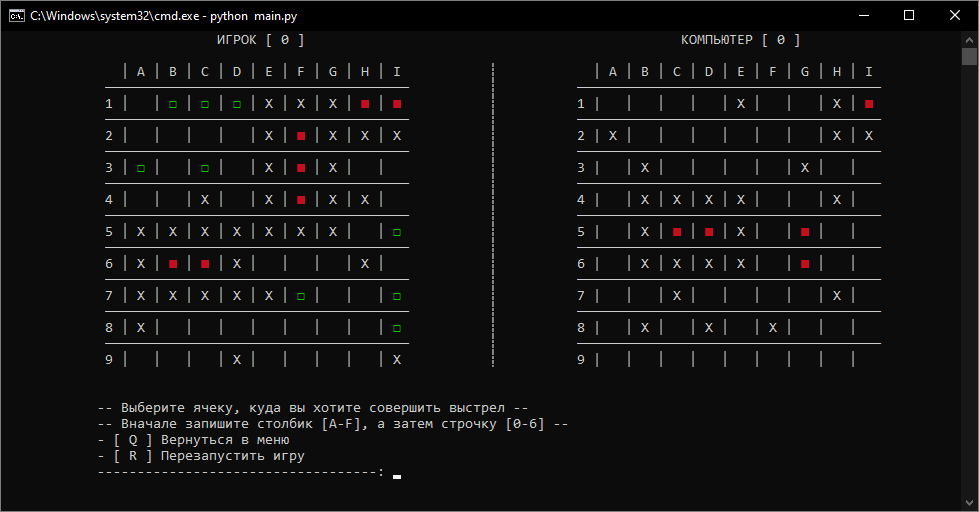 C:\Windows\system32\cmd.exe - python  main.py
ИГРОК [ 0 ] КОМПЬЮТЕР [ 0 ]
| A | B | C | D | E | F | G | H | I | A | B | C | D | E | F | G | H | I
1 |   | □ | □ | □ | X | X | X | ■ | ■ 1 |   |   |   |   | X |   |   | X | ■
2 |   |   |   |   | X | ■ | X | X | X 2 | X |   |   |   |   |   |   | X | X
3 | □ |   | □ |   | X | ■ | X |   |   3 |   | X |   |   |   |   | X |   |
4 |   |   | X |   | X | ■ | X | X |   4 |   | X | X | X | X |   |   | X |
5 | X | X | X | X | X | X | X |   | □ 5 |   | X | ■ | ■ | X |   | ■ |   |
6 | X | ■ | ■ | X |   |   |   | X |   6 |   | X | X | X | X |   | ■ |   |
7 | X | X | X | X | X | □ |   |   | □ 7 |   |   | X |   |   |   |   | X |
8 | X |   |   |   |   |   |   |   | □ 8 |   | X |   | X |   | X |   |   |
9 |   |   |   | X |   |   |   |   | X 9 |   |   |   |   |   |   |   |   |
-- Выберите ячеку, куда вы хотите совершить выстрел --
-- Вначале запишите столбик [A-F], а затем строчку [0-6] --
- [ Q ] Вернуться в меню
- [ R ] Перезапустить игру
-----------------------------------: